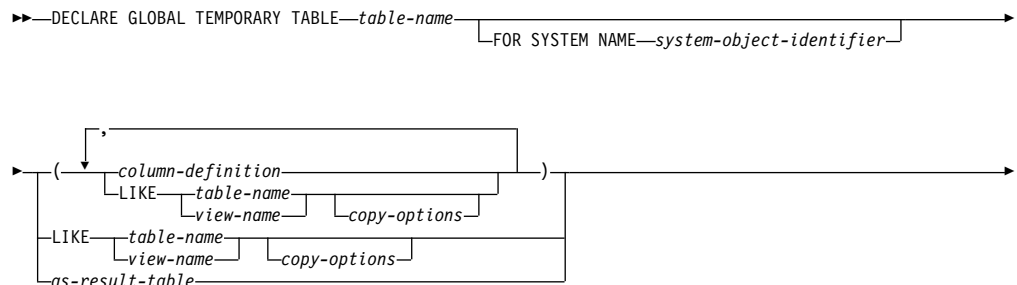 DECLARE GLOBAL TEMPORARY TABLE table-name
FOR SYSTEM NAME system-object-identifier
,
( column-definition )
LIKE table-name
view-name copy-options
LIKE table-name
view-name copy-options
as-result-table